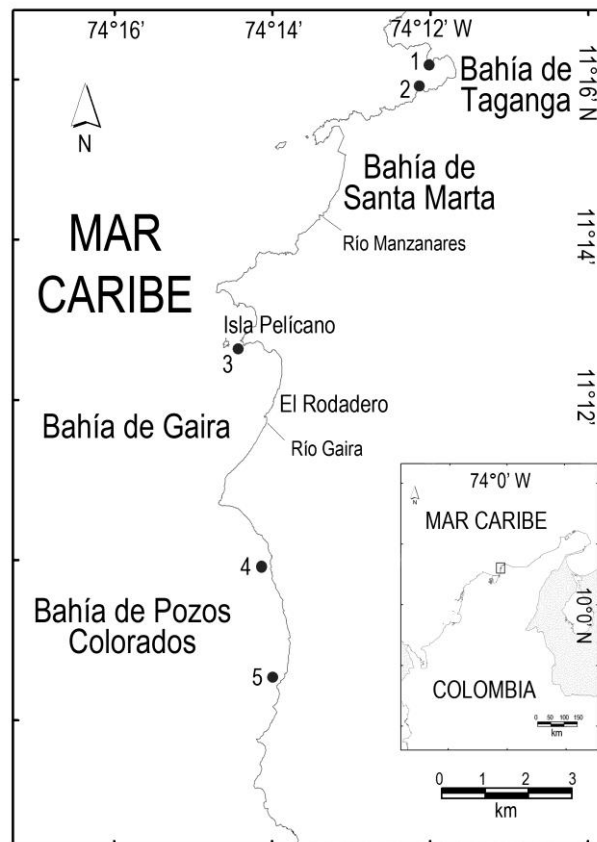 74°16'
74°14'
74°12' W
1
2
Bahía de
Taganga
11°16' N
N
Bahía de
Santa Marta
Río Manzanares
11°14'
MAR
CARIBE
Isla Pelícano
3
El Rodadero
11°12'
Bahía de Gaira
Río Gaira
74°0' W
N
MAR CARIBE
4
10°0' N
Bahía de Pozos
Colorados
5
COLOMBIA
0 50 100 150
km
0 1 2 3
km